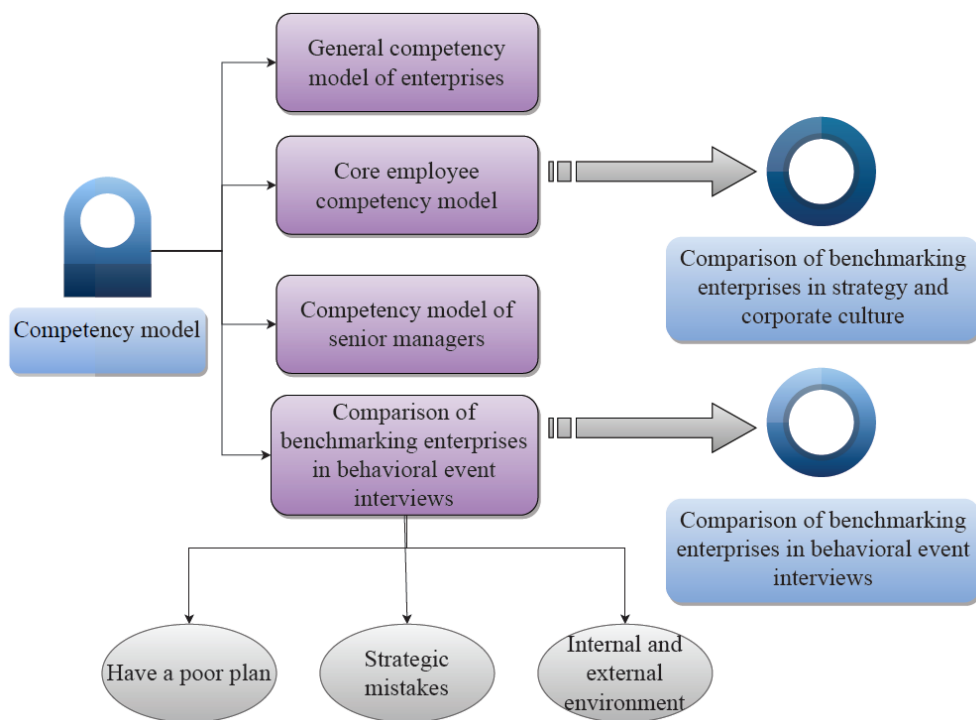 General competency
model of enterprises
Core employee
competency model
Comparison of benchmarking
enterprises in strategy and
corporate culture
Competency model
Competency model of
senior managers
Comparison of
benchmarking enterprises
in behavioral event
interviews
Comparison of benchmarking
enterprises in behavioral event
interviews
Have a poor plan
Strategic
mistakes
Internal and
external
environment